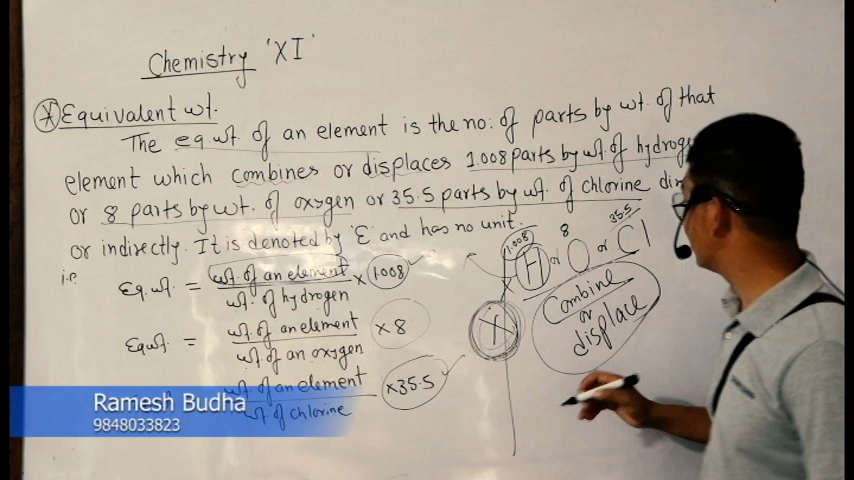 Chemistry 'XI'
* Equivalent wt.
The eq.wt. of an element is the no: of parts by wt. of that
element which combines or displaces 1.008 parts by wt. of hydroge
or 8 parts by wt. of oxygen or 35.5 parts by wt. of chlorine dir
or indirectly. It is denoted by 'E' and has no unit.
i.e.
Eq.wt. = wt. of an element / wt. of hydrogen × 1.008
Eq.wt = wt. of an element / wt. of an oxygen × 8
wt. of an element / wt. of chlorine × 35.5
1.008 8 35.5
H or O or Cl
X
Combine
or
displace
Ramesh Budha
9848033823